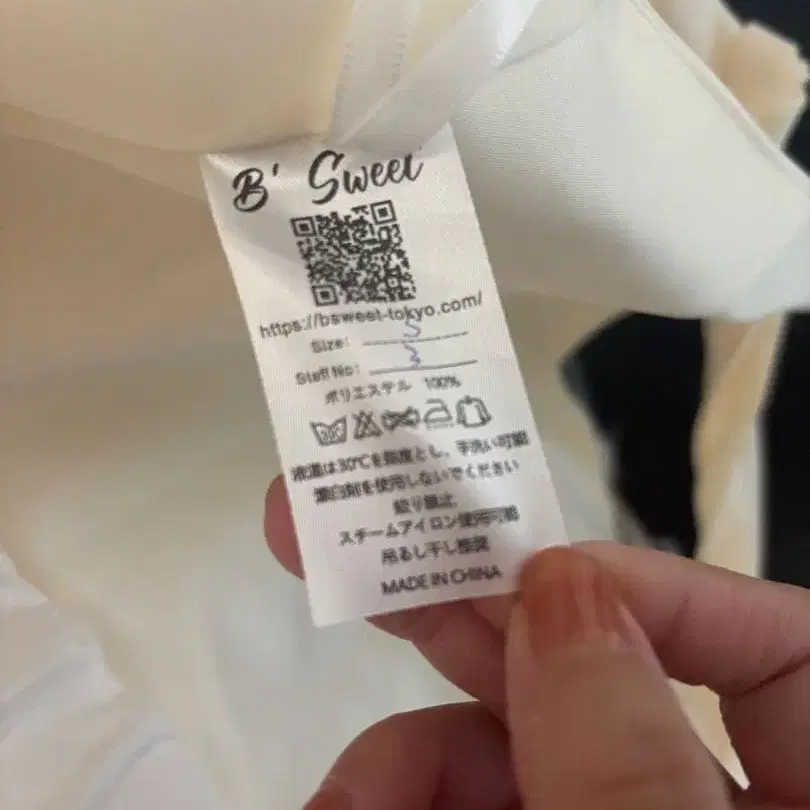 B' Sweet
https://bsweet-tokyo.com/
Size: S
Staff No: 3
ポリエステル 100%
30
液温は30℃を限度とし、手洗い可能
漂白剤を使用しないでください
絞り禁止
スチームアイロン使用可能
吊るし干し推奨
MADE IN CHINA